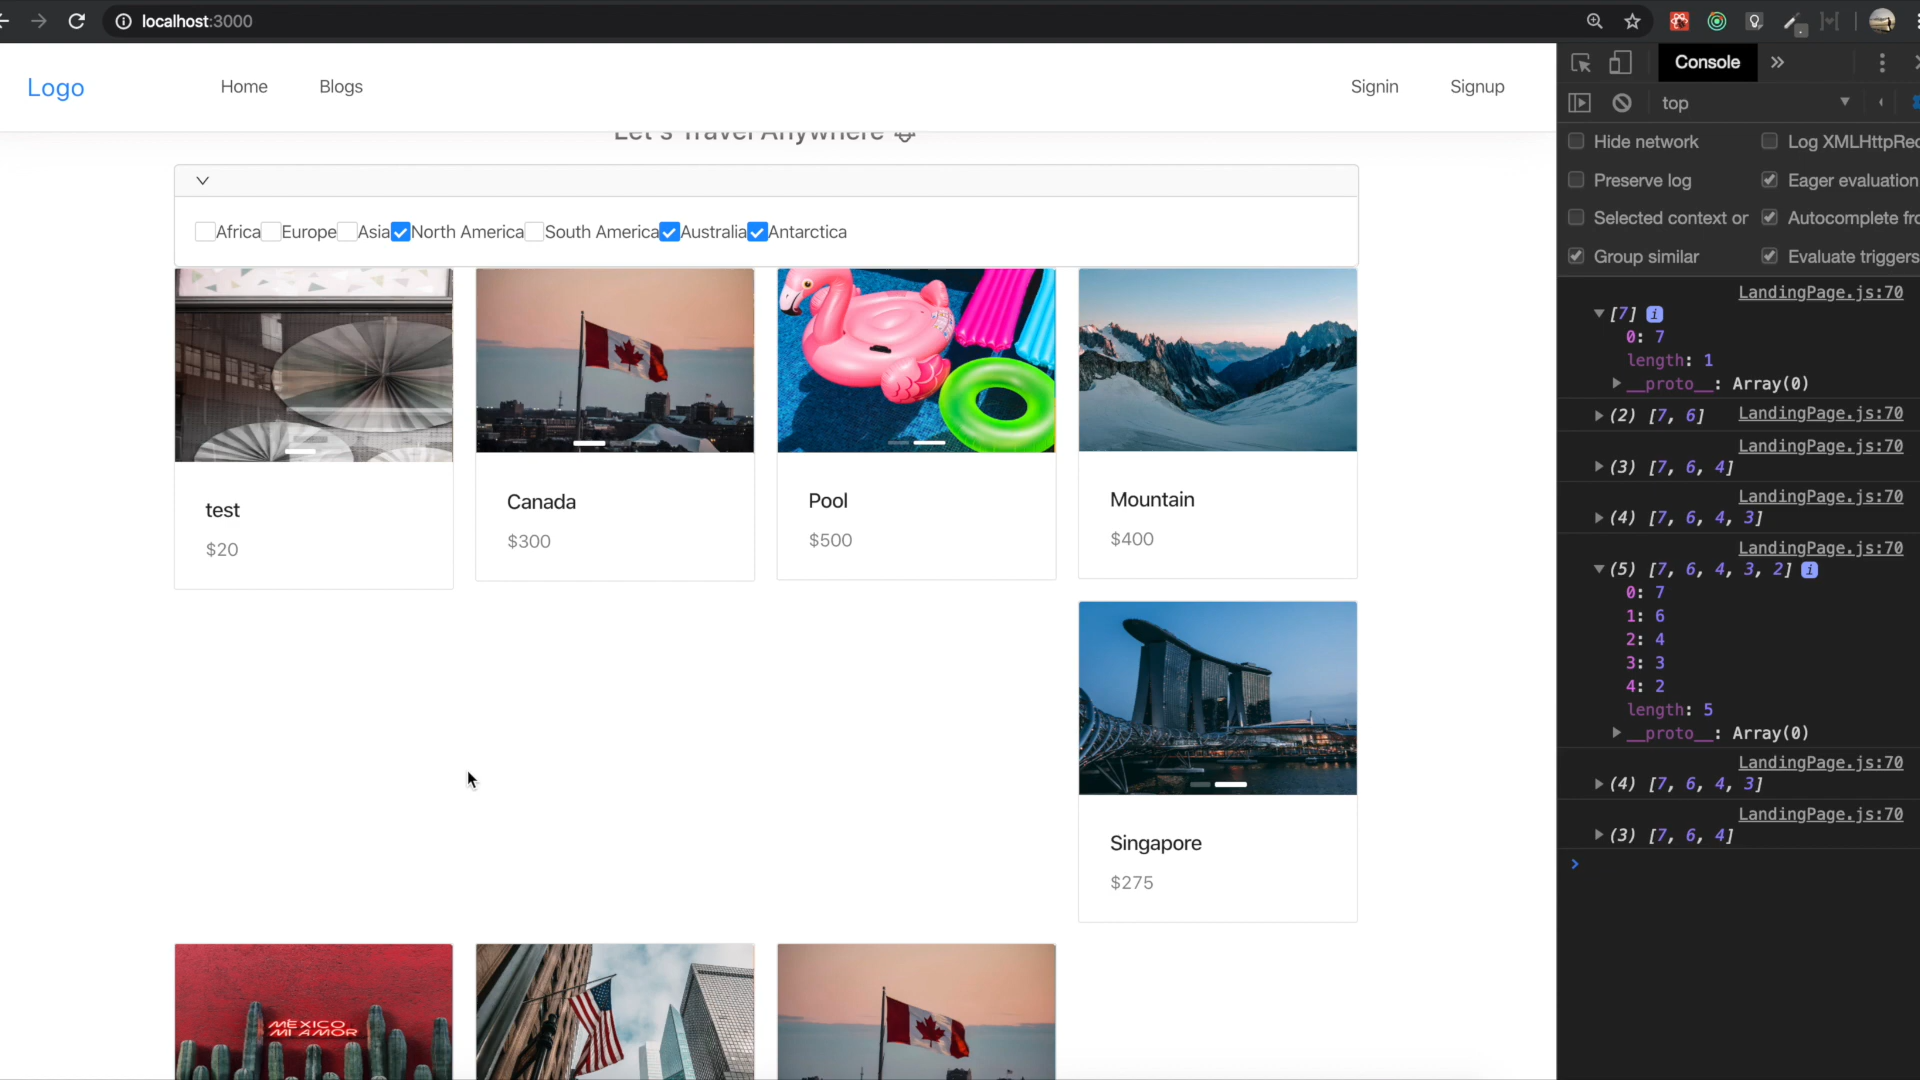 localhost:3000
Logo
Home
Blogs
Signin
Signup
Let's Travel Anywhere
Africa Europe Asia North America South America Australia Antarctica
test
$20
Canada
$300
Pool
$500
Mountain
$400
Singapore
$275
MÉXICO
MI AMOR
Console
top
Hide network
Log XMLHttpRec
Preserve log
Eager evaluation
Selected context or
Autocomplete fro
Group similar
Evaluate triggers
LandingPage.js:70
[7] i
0: 7
length: 1
__proto__: Array(0)
(2) [7, 6] LandingPage.js:70
LandingPage.js:70
(3) [7, 6, 4]
LandingPage.js:70
(4) [7, 6, 4, 3]
LandingPage.js:70
(5) [7, 6, 4, 3, 2] i
0: 7
1: 6
2: 4
3: 3
4: 2
length: 5
__proto__: Array(0)
LandingPage.js:70
(4) [7, 6, 4, 3]
LandingPage.js:70
(3) [7, 6, 4]